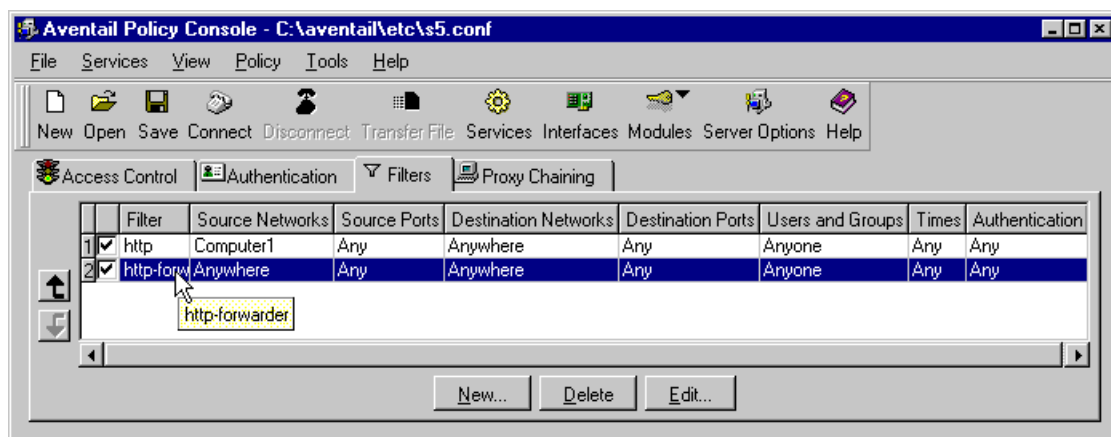 Aventail Policy Console - C:\aventail\etc\s5.conf
File Services View Policy Tools Help
New Open Save Connect Disconnect Transfer File Services Interfaces Modules Server Options Help
Access Control Authentication Filters Proxy Chaining
Filter Source Networks Source Ports Destination Networks Destination Ports Users and Groups Times Authentication
1 http Computer1 Any Anywhere Any Anyone Any Any
2 http-forw Anywhere Any Anywhere Any Anyone Any Any
http-forwarder
New... Delete Edit...